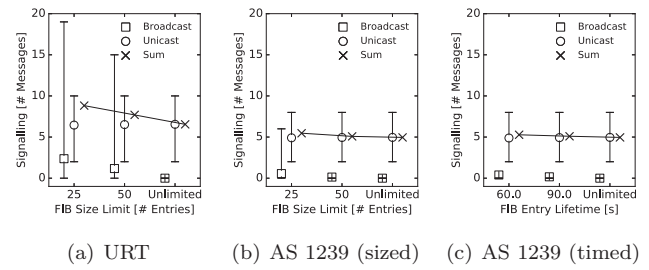 20
15
10
5
0
Signalling [# Messages]
Broadcast
Unicast
Sum
25 50 Unlimited
FIB Size Limit [# Entries]
(a) URT
20
15
10
5
0
Signalling [# Messages]
Broadcast
Unicast
Sum
25 50 Unlimited
FIB Size Limit [# Entries]
(b) AS 1239 (sized)
20
15
10
5
0
Signalling [# Messages]
Broadcast
Unicast
Sum
60.0 90.0 Unlimited
FIB Entry Lifetime [s]
(c) AS 1239 (timed)